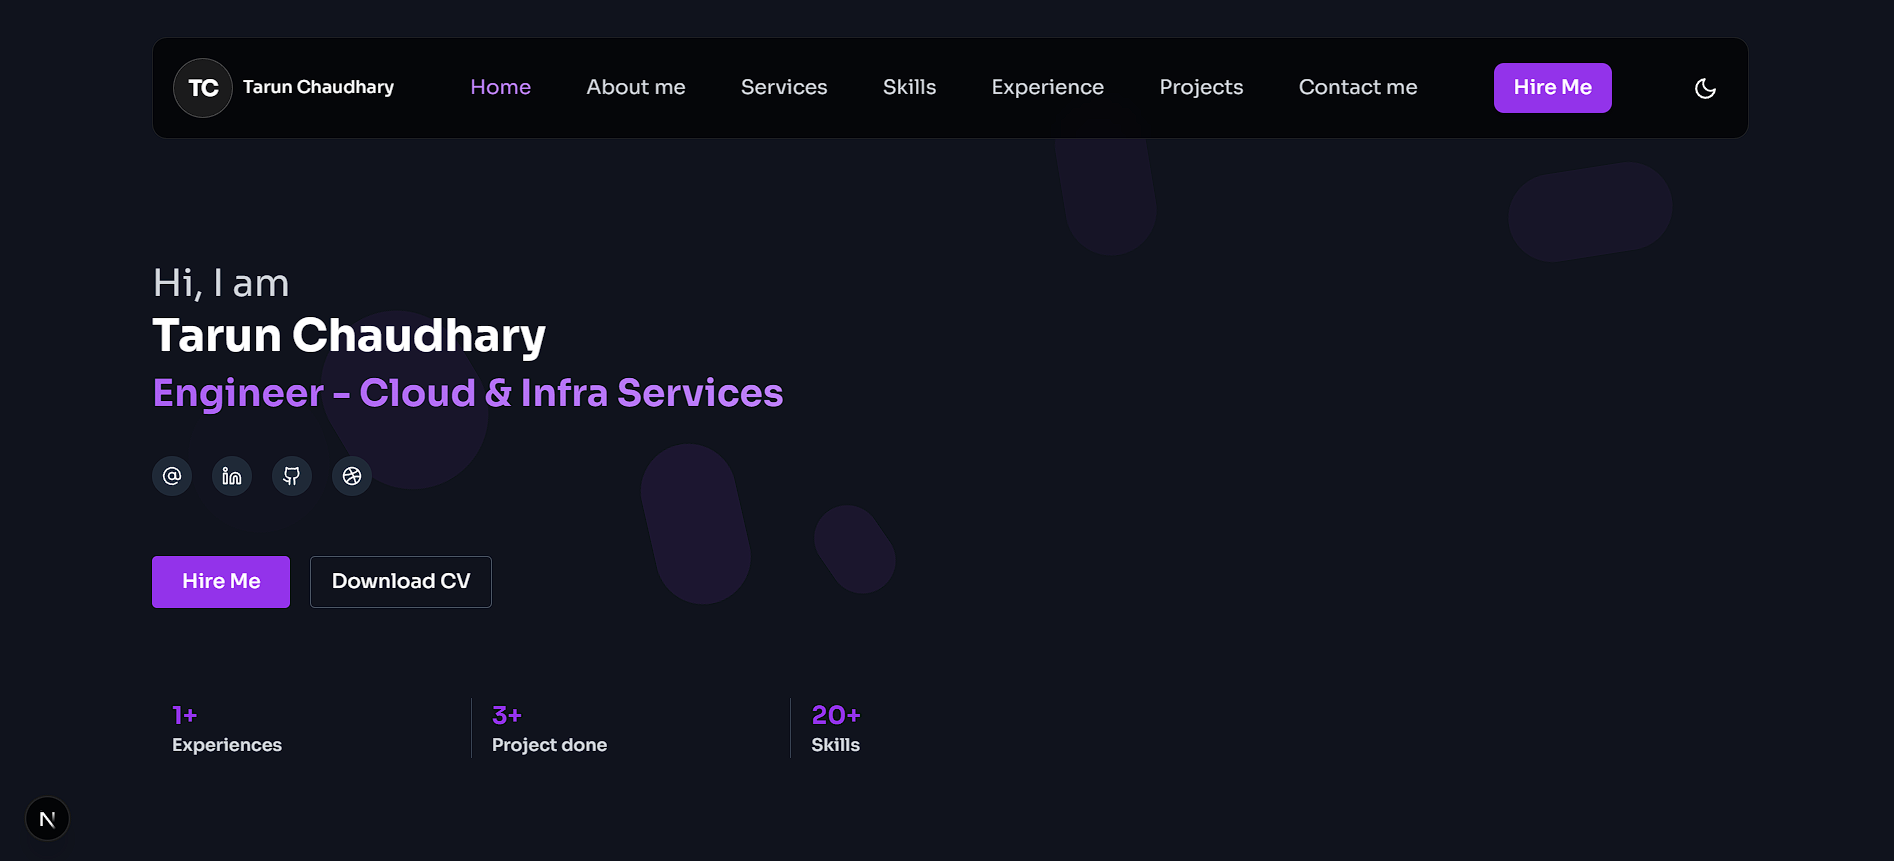 TC Tarun Chaudhary Home About me Services Skills Experience Projects Contact me Hire Me
Hi, I am
Tarun Chaudhary
Engineer - Cloud & Infra Services
Hire Me Download CV
1+ 3+ 20+
Experiences Project done Skills
N